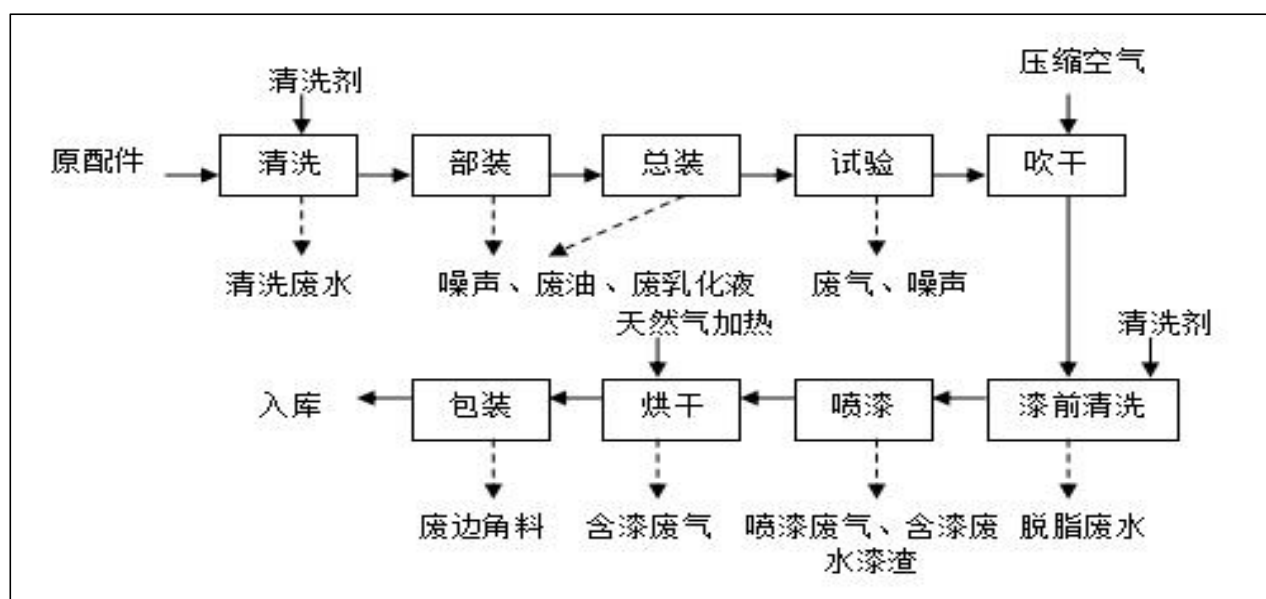 压缩空气
清洗剂
原配件
清洗
部装
总装
试验
吹干
清洗废水
噪声、废油、废乳化液
废气、噪声
天然气加热
清洗剂
入库
包装
烘干
喷漆
漆前清洗
废边角料
含漆废气
喷漆废气、含漆废
水漆渣
脱脂废水